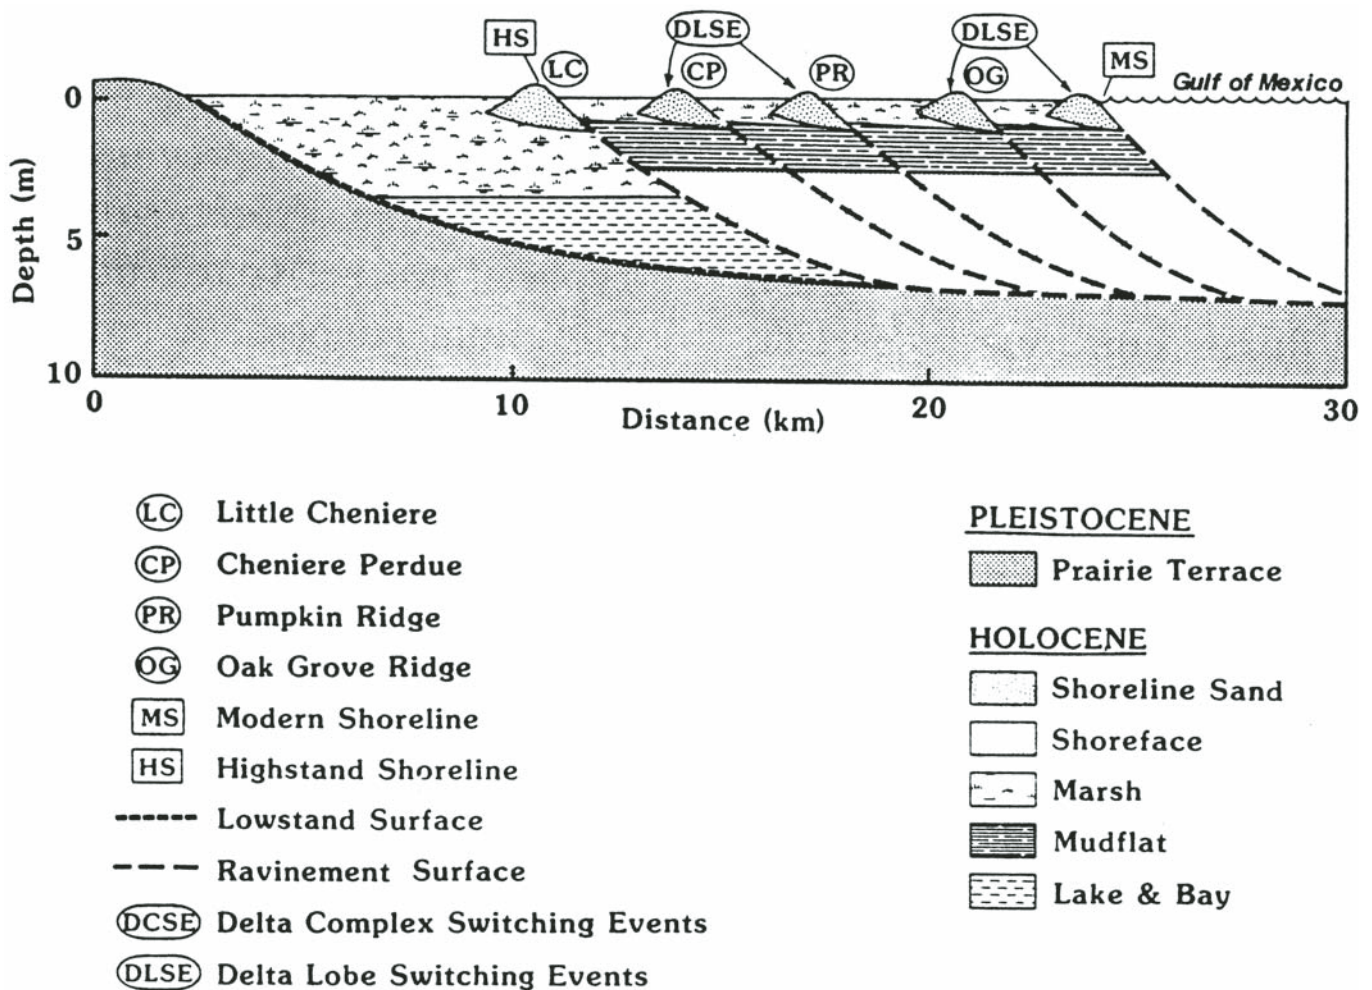 HS
LC
DLSE
CP
PR
DLSE
OG
MS
Gulf of Mexico
0
5
10
Depth (m)
0
10
20
30
Distance (km)
LC Little Cheniere
CP Cheniere Perdue
PR Pumpkin Ridge
OG Oak Grove Ridge
MS Modern Shoreline
HS Highstand Shoreline
Lowstand Surface
Ravinement Surface
DCSE Delta Complex Switching Events
DLSE Delta Lobe Switching Events
PLEISTOCENE
Prairie Terrace
HOLOCENE
Shoreline Sand
Shoreface
Marsh
Mudflat
Lake & Bay